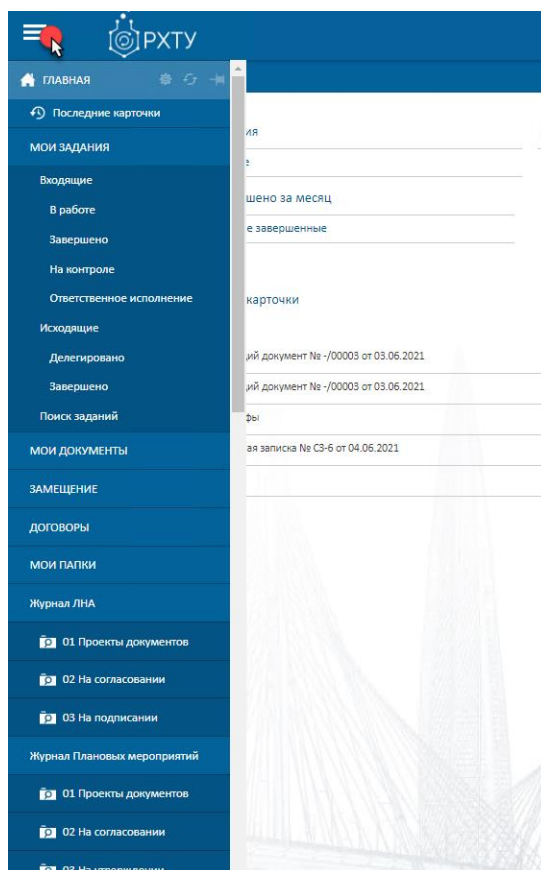 РХТУ
ГЛАВНАЯ
Последние карточки
МОИ ЗАДАНИЯ
Входящие
В работе
Завершено
На контроле
Ответственное исполнение
Исходящие
Делегировано
Завершено
Поиск заданий
МОИ ДОКУМЕНТЫ
ЗАМЕЩЕНИЕ
ДОГОВОРЫ
МОИ ПАПКИ
Журнал ЛНА
01 Проекты документов
02 На согласовании
03 На подписании
Журнал Плановых мероприятий
01 Проекты документов
02 На согласовании
03 На утверждении
ия
е
шено за месяц
е завершенные
карточки
ий документ № -/00003 от 03.06.2021
ий документ № -/00003 от 03.06.2021
фы
ая записка № СЗ-6 от 04.06.2021